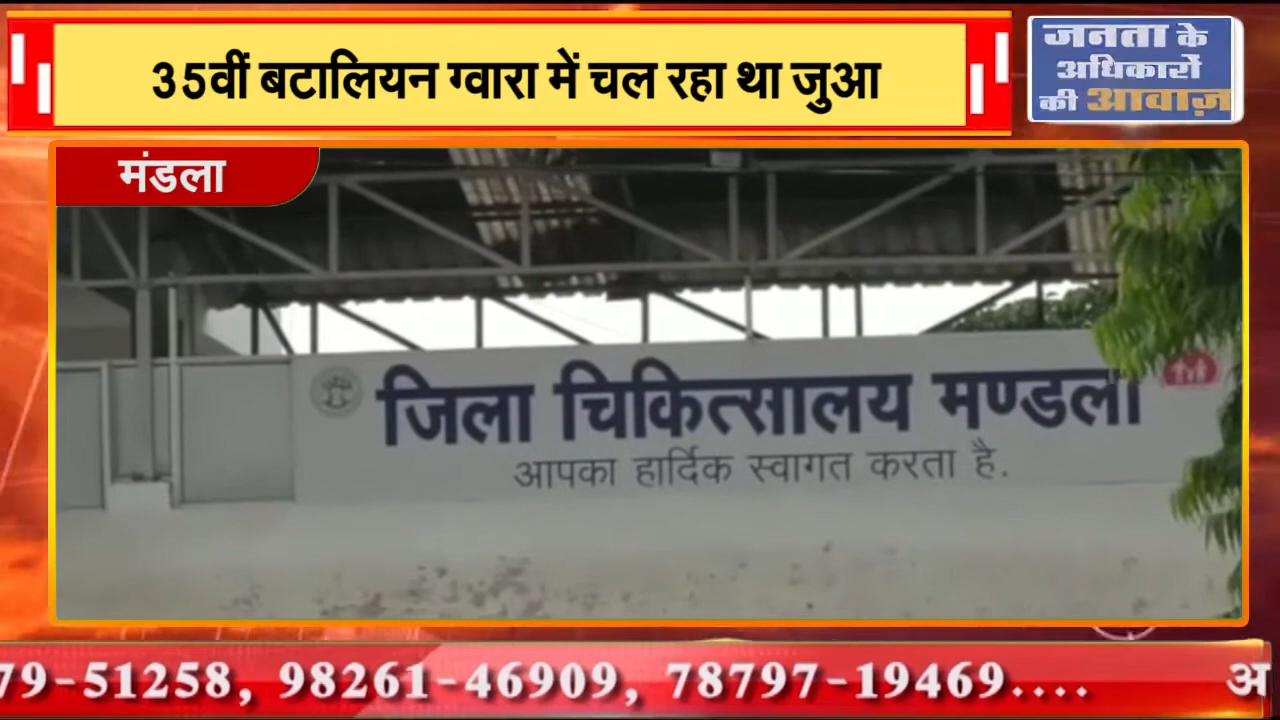 35वीं बटालियन ग्वारा में चल रहा था जुआ
जनता के
अधिकारों
की आवाज़
मंडला
जिला चिकित्सालय मण्डला
आपका हार्दिक स्वागत करता है.
79-51258, 98261-46909, 78797-19469.... अ